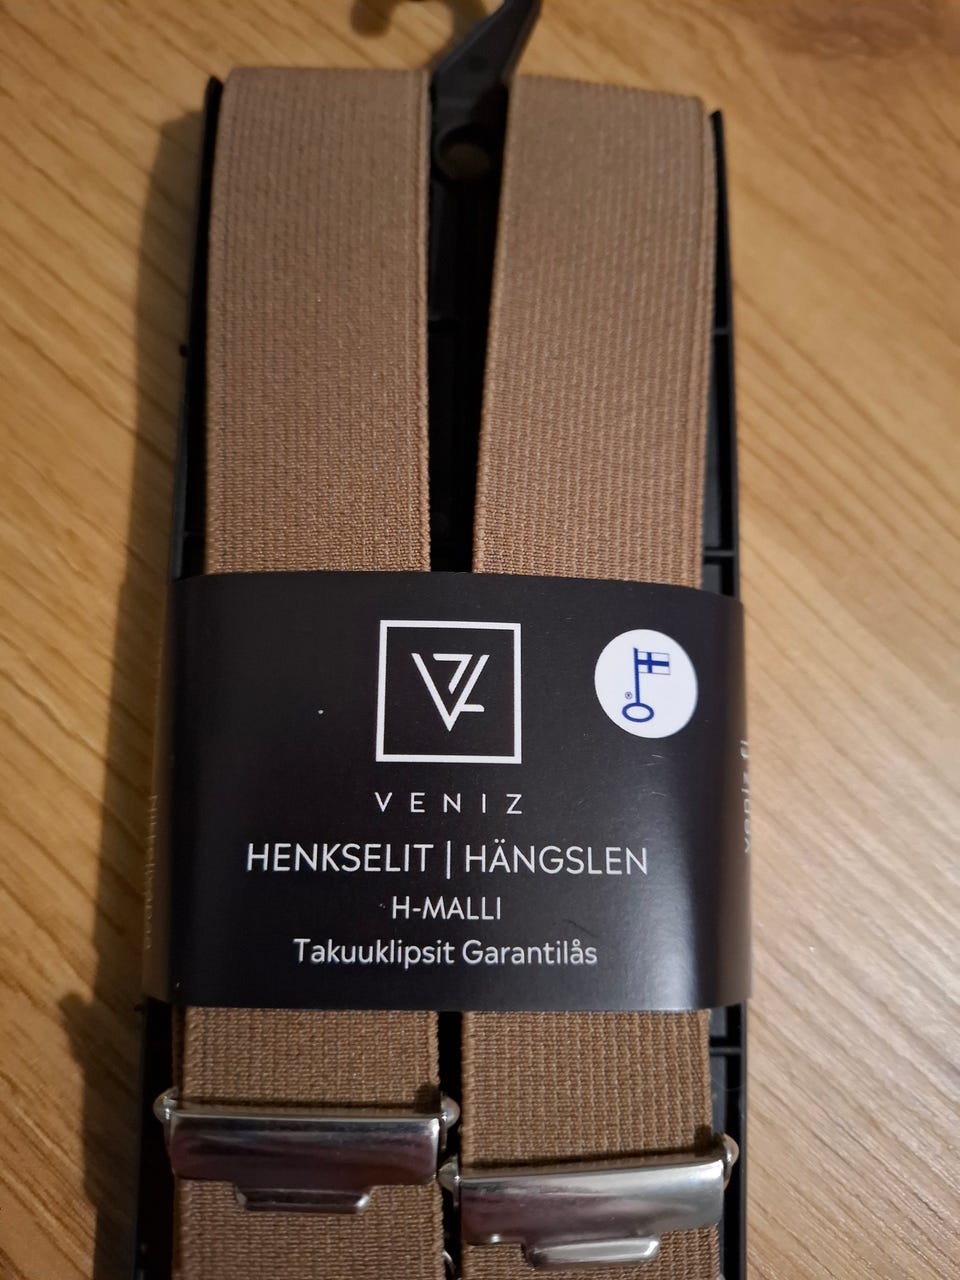 VENIZ
HENKSELIT | HÄNGSLEN
H-MALLI
Takuuklipsit Garantilås
®